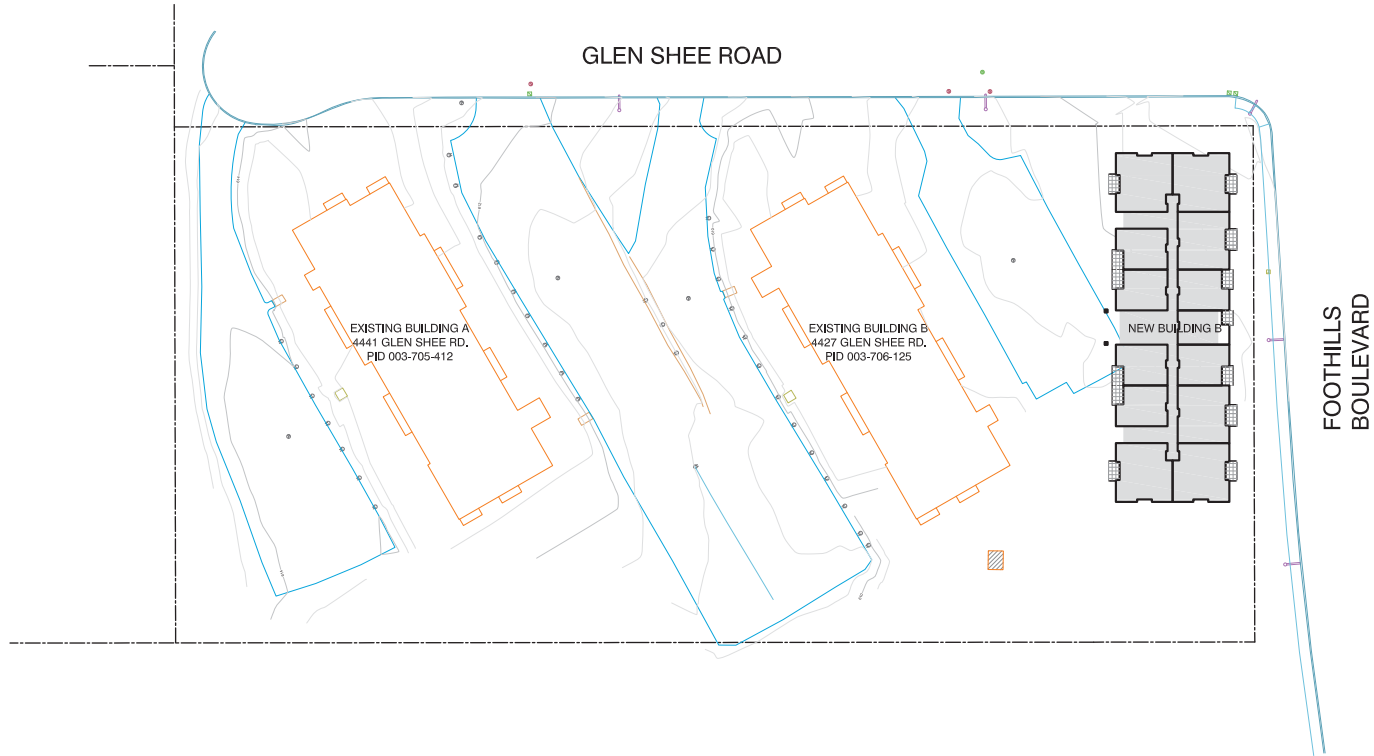 GLEN SHEE ROAD
EXISTING BUILDING A
4441 GLEN SHEE RD.
PID 003-705-412
EXISTING BUILDING B
4427 GLEN SHEE RD.
PID 003-706-125
NEW BUILDING B
FOOTHILLS
BOULEVARD